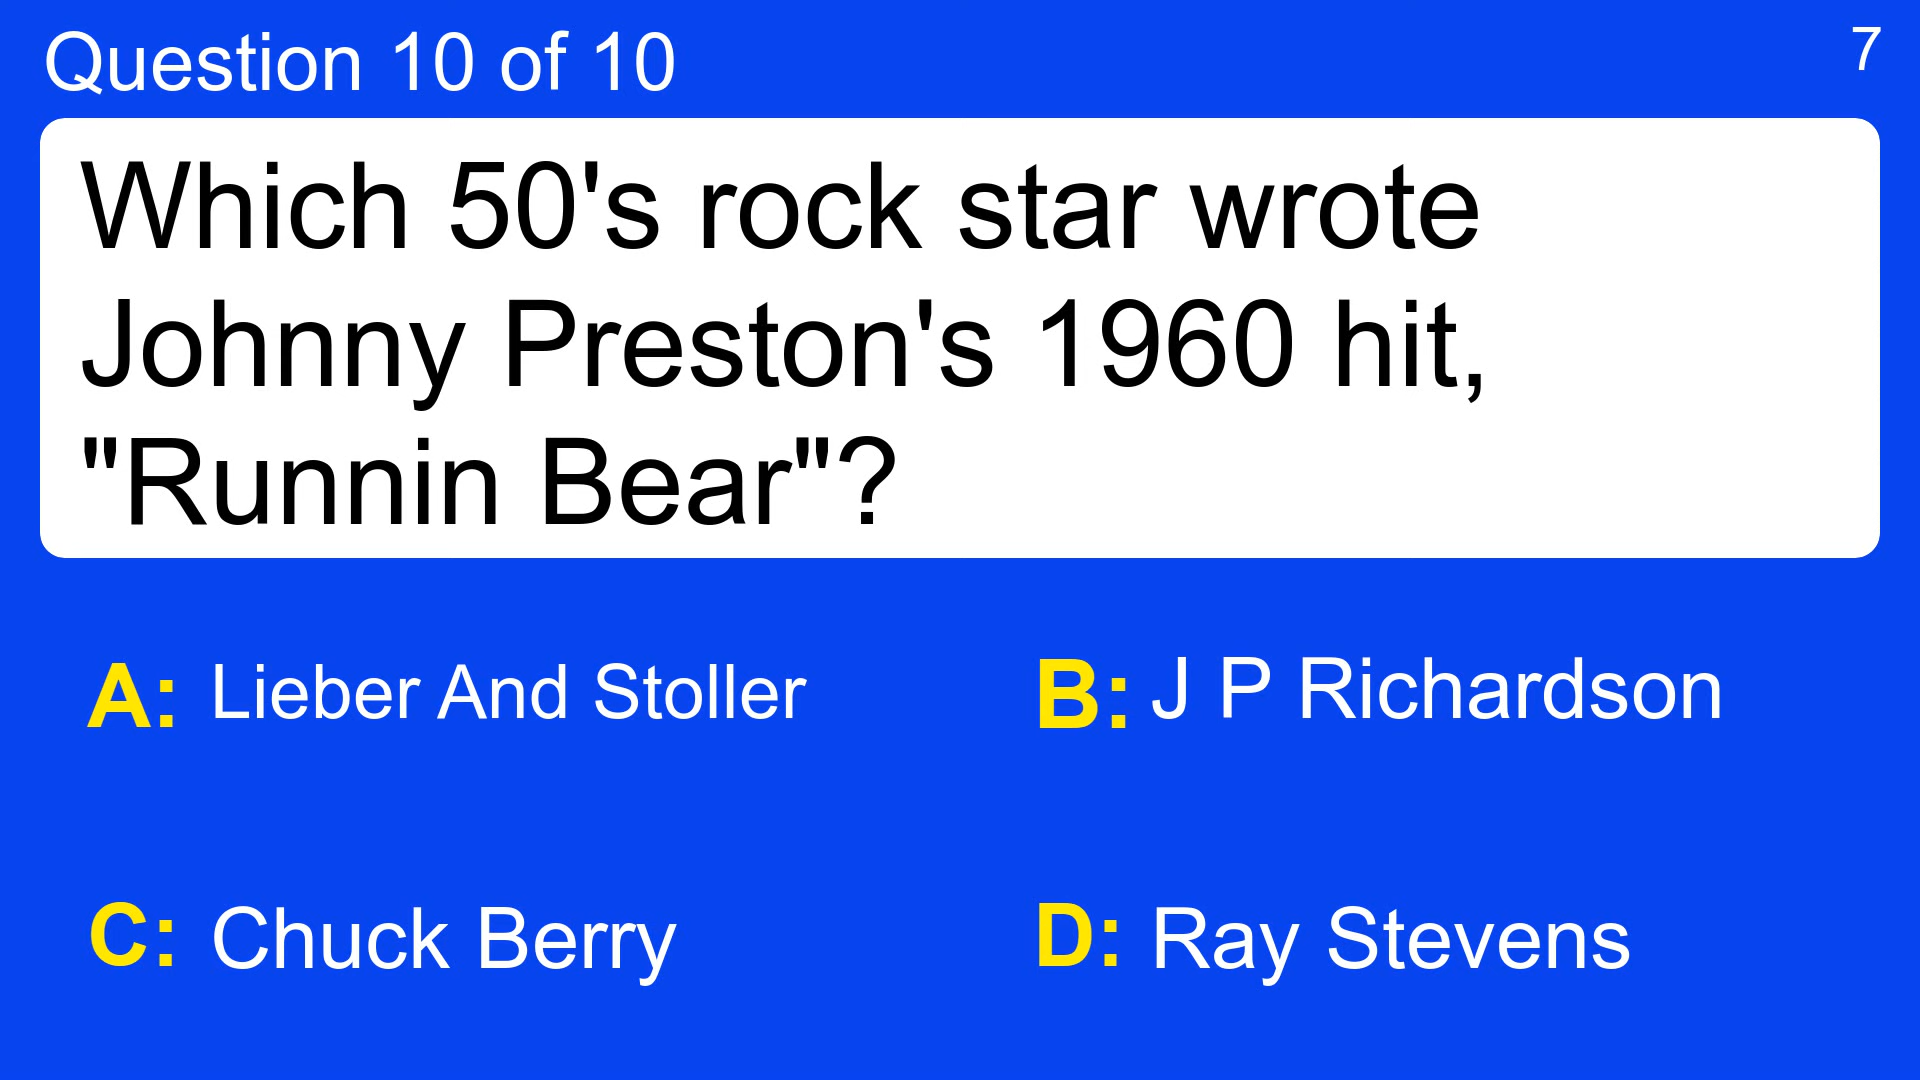 Question 10 of 10
7
Which 50's rock star wrote
Johnny Preston's 1960 hit,
"Runnin Bear"?
A: Lieber And Stoller
B: J P Richardson
C: Chuck Berry
D: Ray Stevens